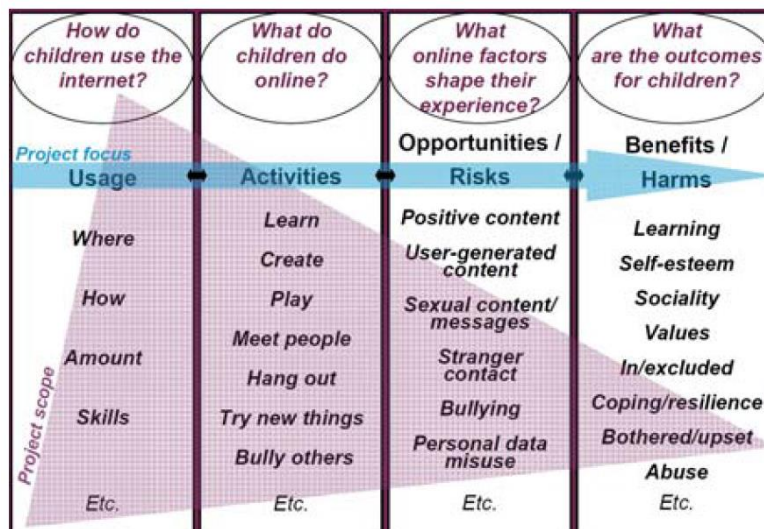 How do
children use the
internet?
What do
children do
online?
What
online factors
shape their
experience?
What
are the outcomes
for children?
Project focus
Usage
Activities
Opportunities /
Risks
Benefits /
Harms
Where
How
Amount
Skills
Etc.
Learn
Create
Play
Meet people
Hang out
Try new things
Bully others
Etc.
Positive content
User-generated
content
Sexual content/
messages
Stranger
contact
Bullying
Personal data
misuse
Etc.
Learning
Self-esteem
Sociality
Values
In/excluded
Coping/resilience
Bothered/upset
Abuse
Etc.
Project scope